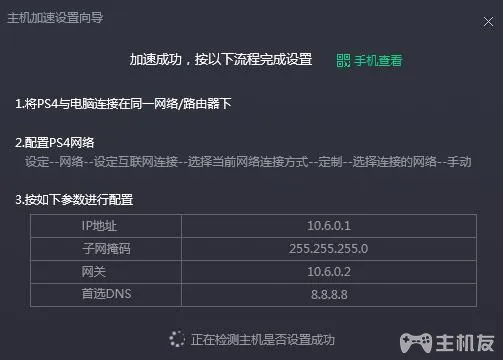 主机加速设置向导
加速成功，按以下流程完成设置 手机查看
1.将PS4与电脑连接在同一网络/路由器下
2.配置PS4网络
设定--网络--设定互联网连接--选择当前网络连接方式--定制--选择连接的网络--手动
3.按如下参数进行配置
IP地址 10.6.0.1
子网掩码 255.255.255.0
网关 10.6.0.2
首选DNS 8.8.8.8
正在检测主机是否设置成功
主机友